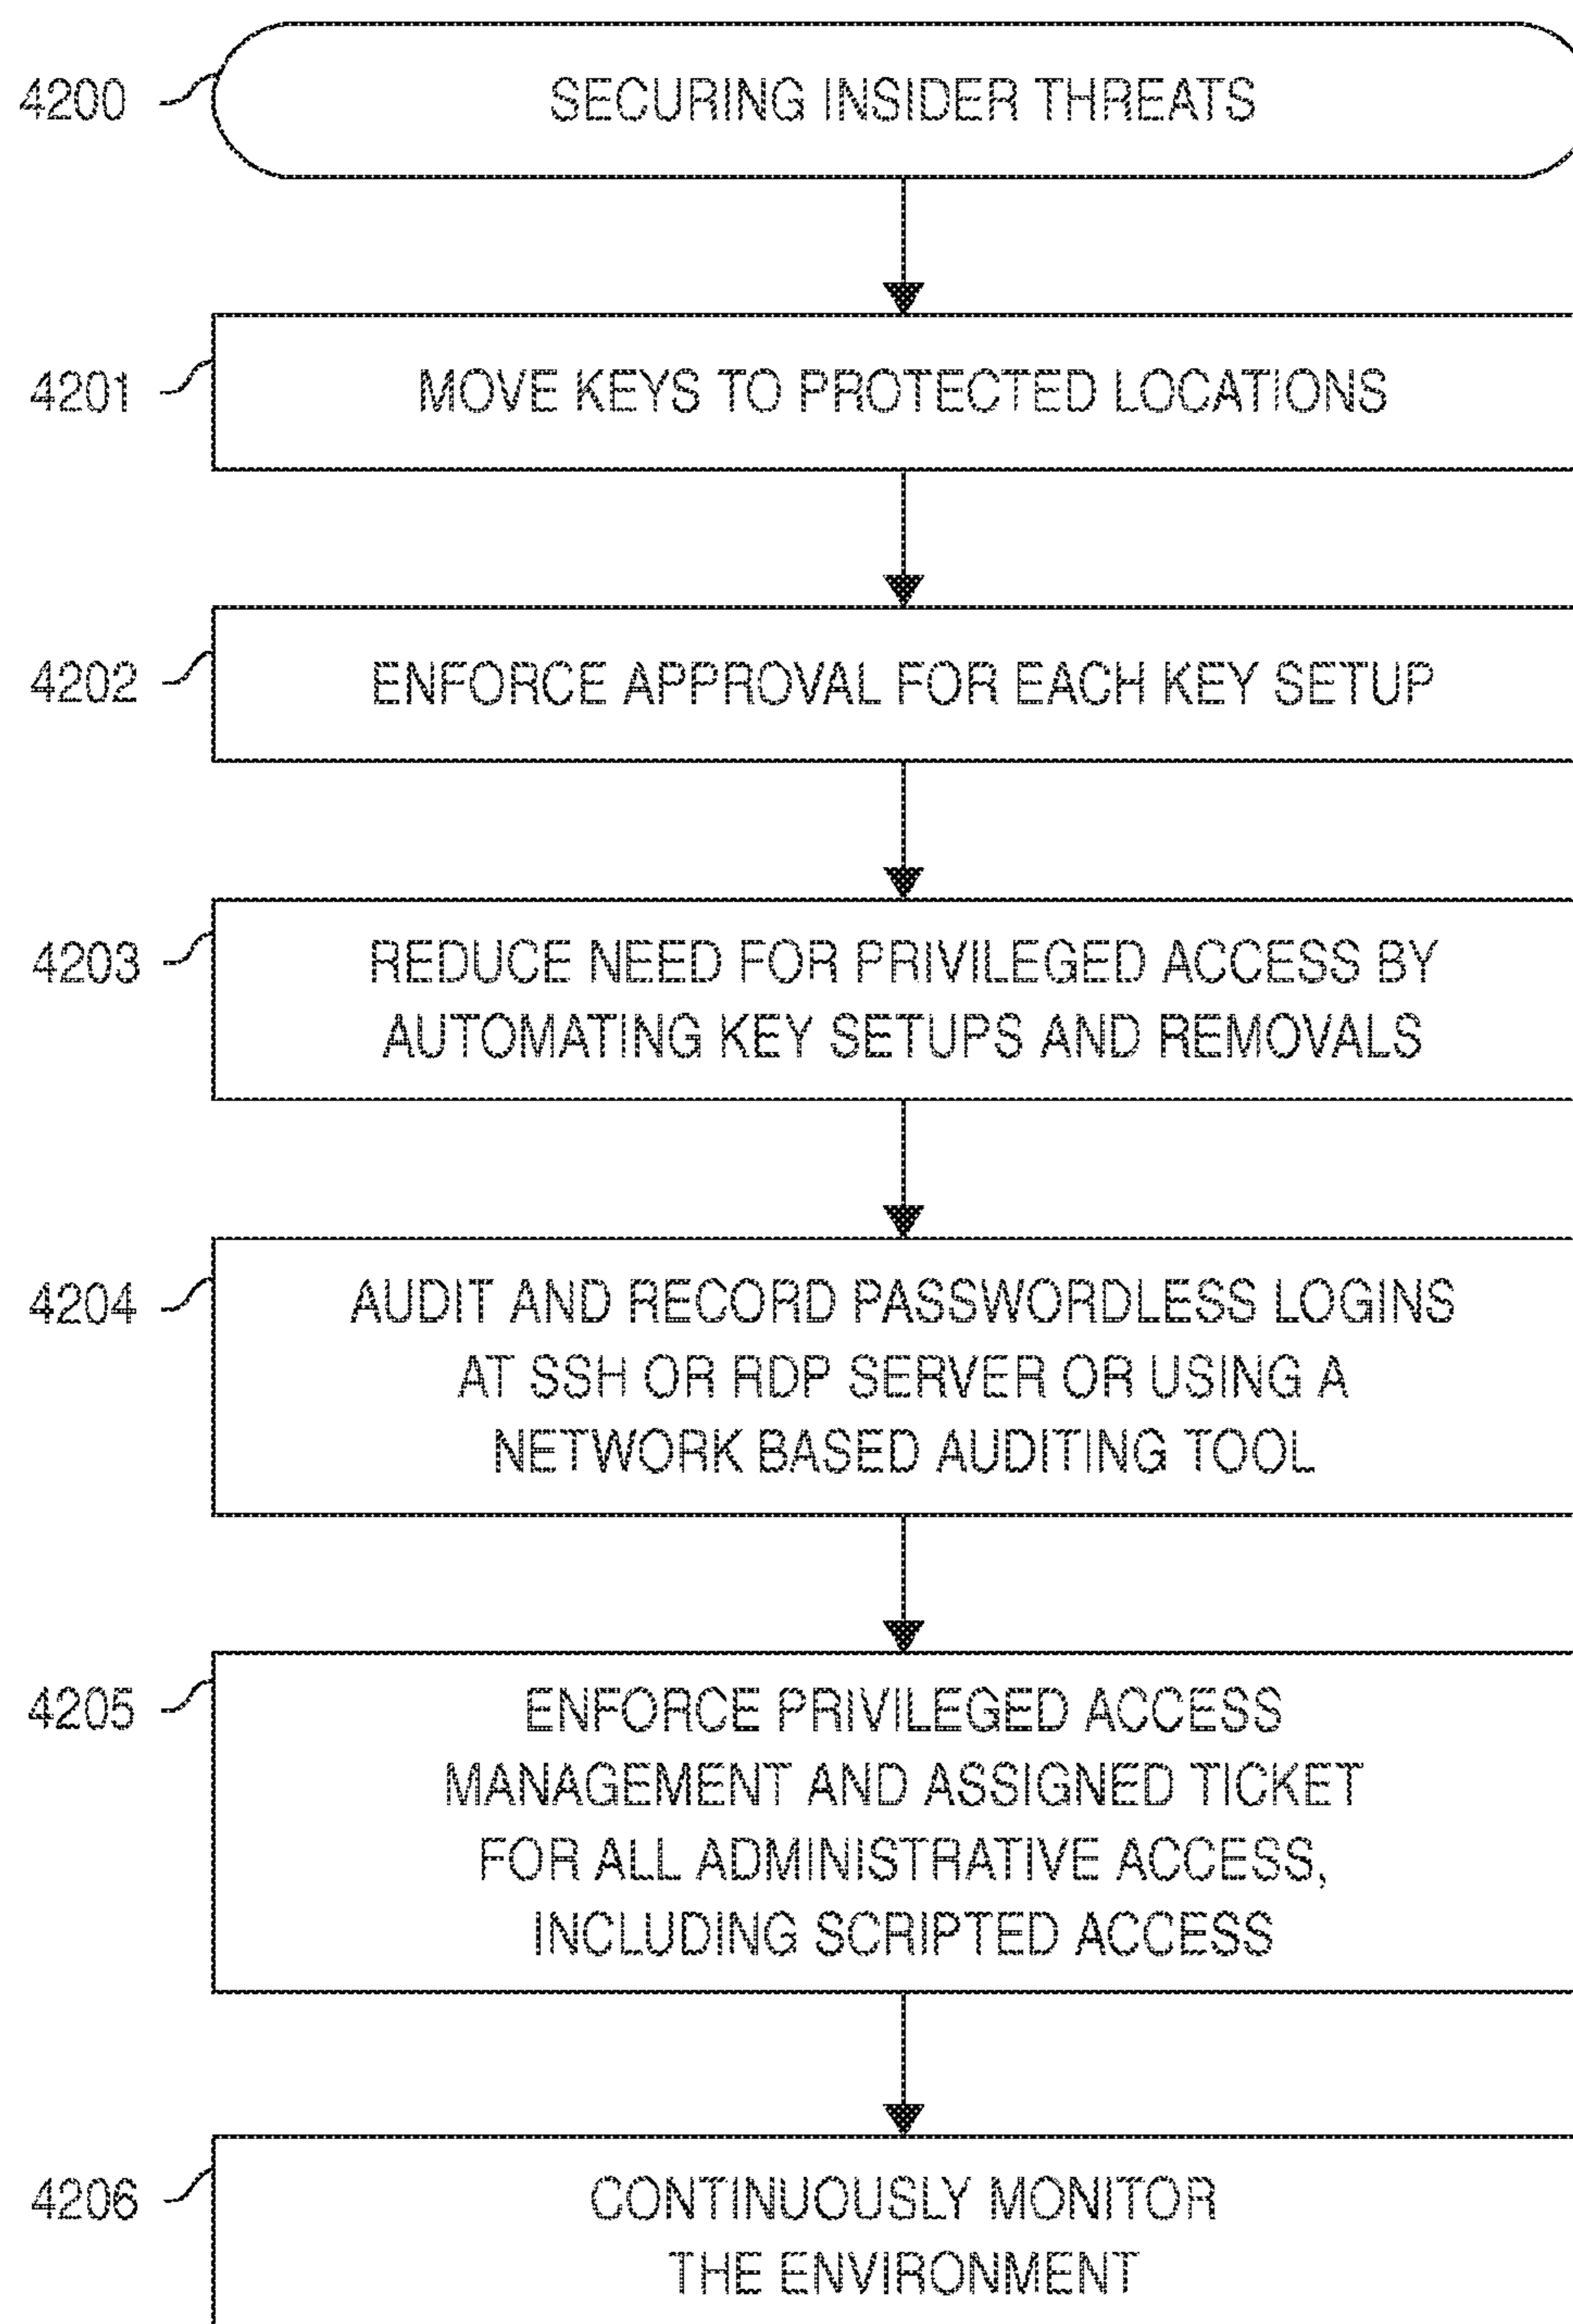 4200 SECURING INSIDER THREATS
4201 MOVE KEYS TO PROTECTED LOCATIONS
4202 ENFORCE APPROVAL FOR EACH KEY SETUP
4203 REDUCE NEED FOR PRIVILEGED ACCESS BY
AUTOMATING KEY SETUPS AND REMOVALS
4204 AUDIT AND RECORD PASSWORDLESS LOGINS
AT SSH OR RDP SERVER OR USING A
NETWORK BASED AUDITING TOOL
4205 ENFORCE PRIVILEGED ACCESS
MANAGEMENT AND ASSIGNED TICKET
FOR ALL ADMINISTRATIVE ACCESS,
INCLUDING SCRIPTED ACCESS
4206 CONTINUOUSLY MONITOR
THE ENVIRONMENT